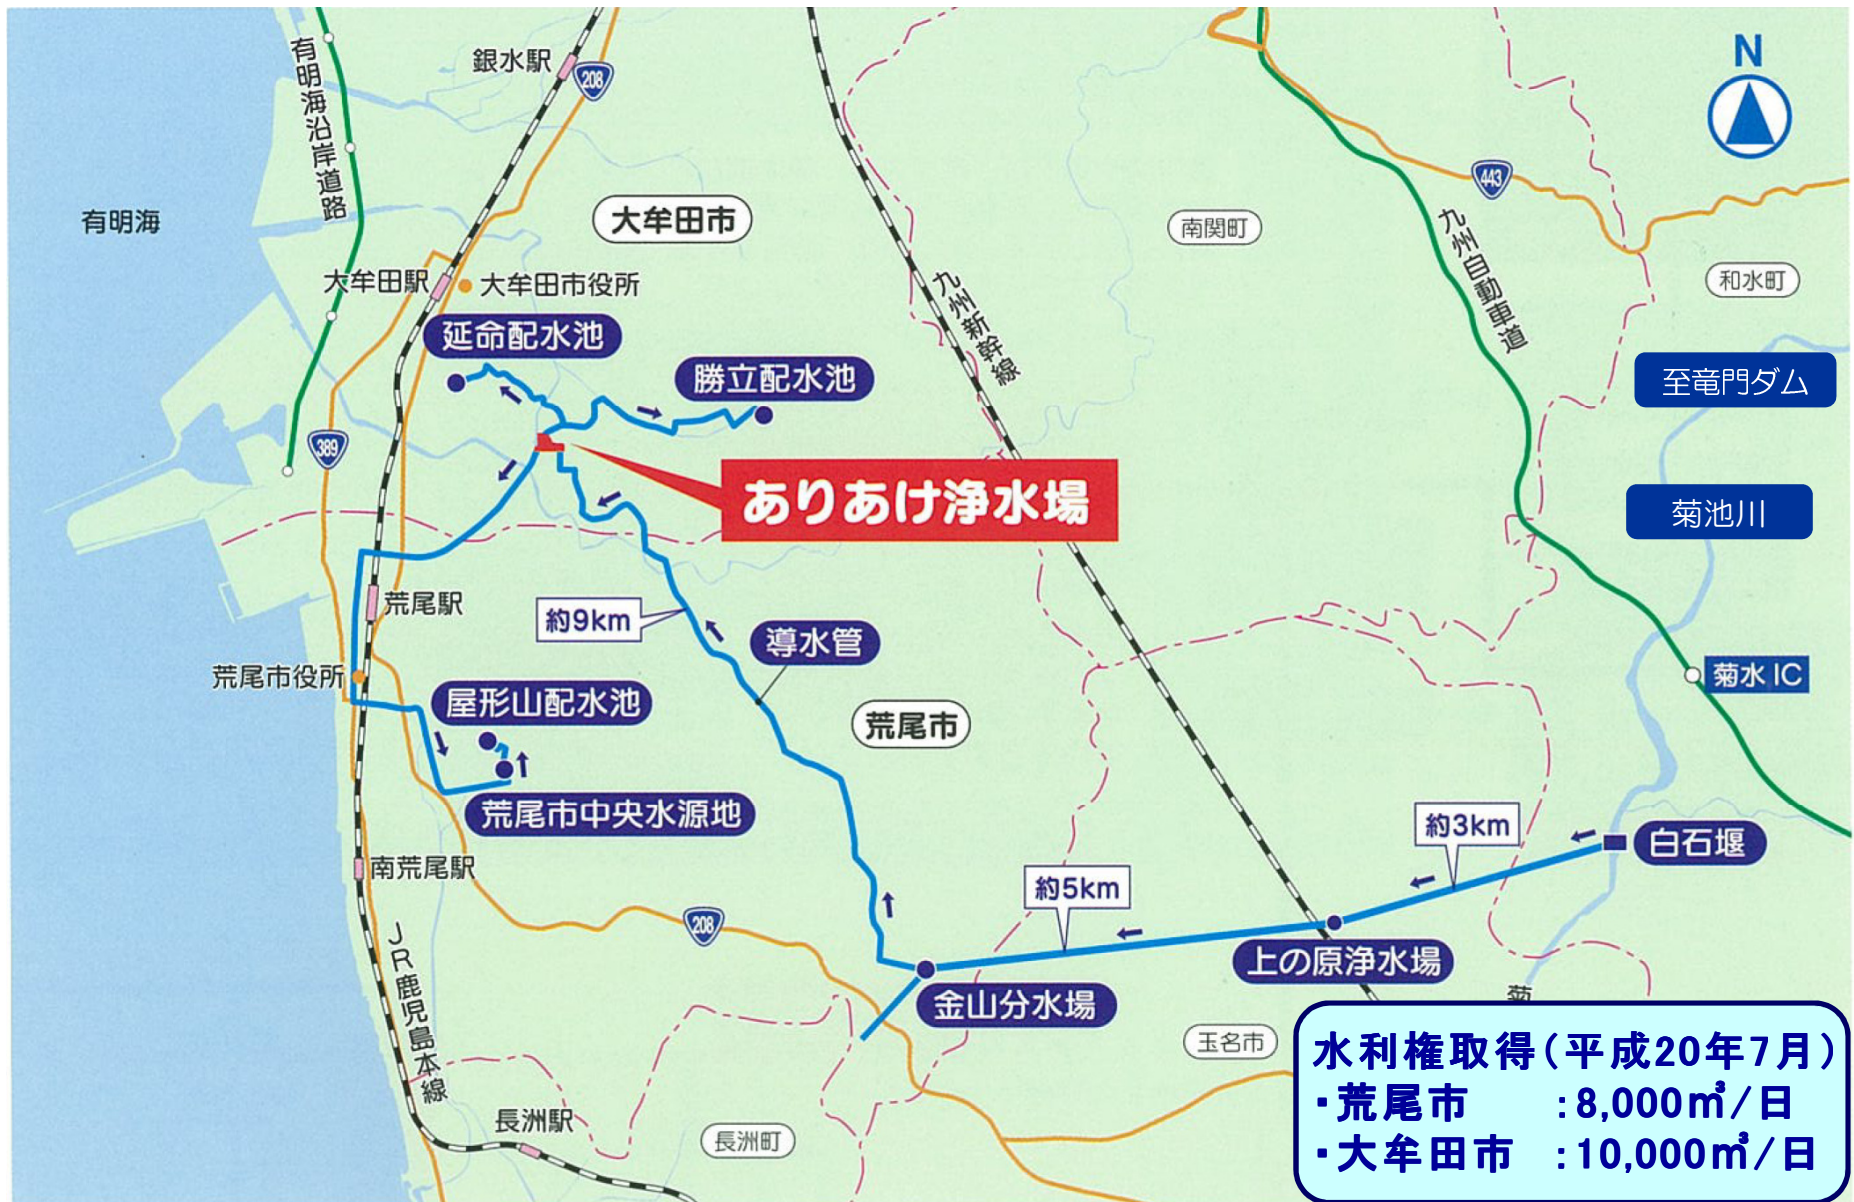 有明海沿岸道路
銀水駅
208
N
443
有明海
大牟田市
南関町
九州自動車道
和水町
大牟田駅
大牟田市役所
九州新幹線
延命配水池
勝立配水池
至竜門ダム
389
ありあけ浄水場
菊池川
荒尾駅
約9km
導水管
荒尾市役所
菊水IC
屋形山配水池
荒尾市
荒尾市中央水源地
約3km
白石堰
南荒尾駅
約5km
208
JR鹿児島本線
上の原浄水場
金山分水場
菊
玉名市
長洲駅
長洲町
水利権取得(平成20年7月)
・荒尾市 :8,000㎥/日
・大牟田市 :10,000㎥/日